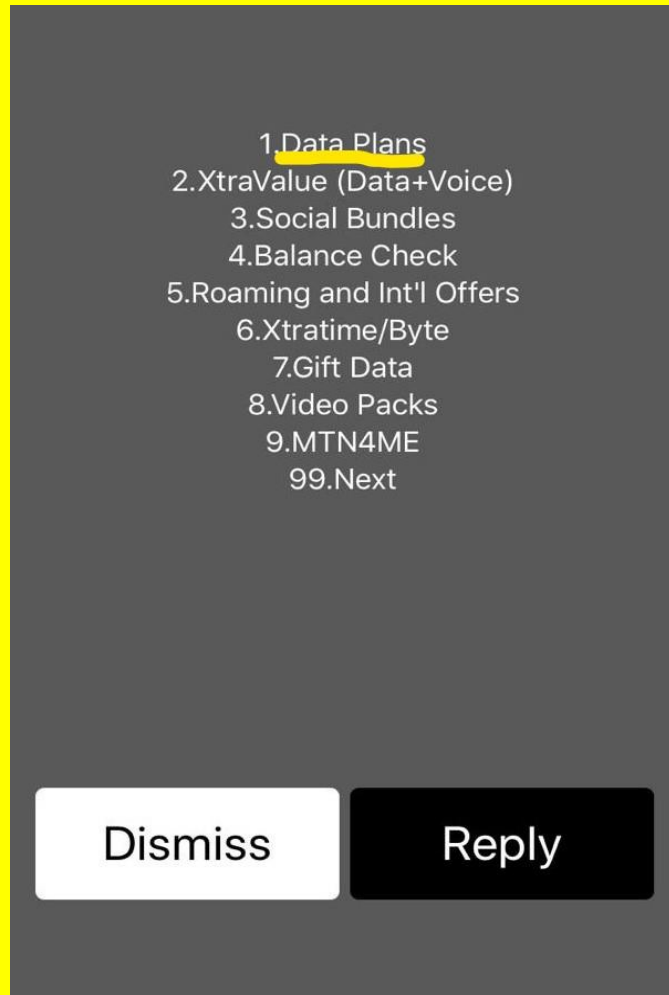 1.Data Plans
2.XtraValue (Data+Voice)
3.Social Bundles
4.Balance Check
5.Roaming and Int'l Offers
6.Xtratime/Byte
7.Gift Data
8.Video Packs
9.MTN4ME
99.Next
Dismiss Reply